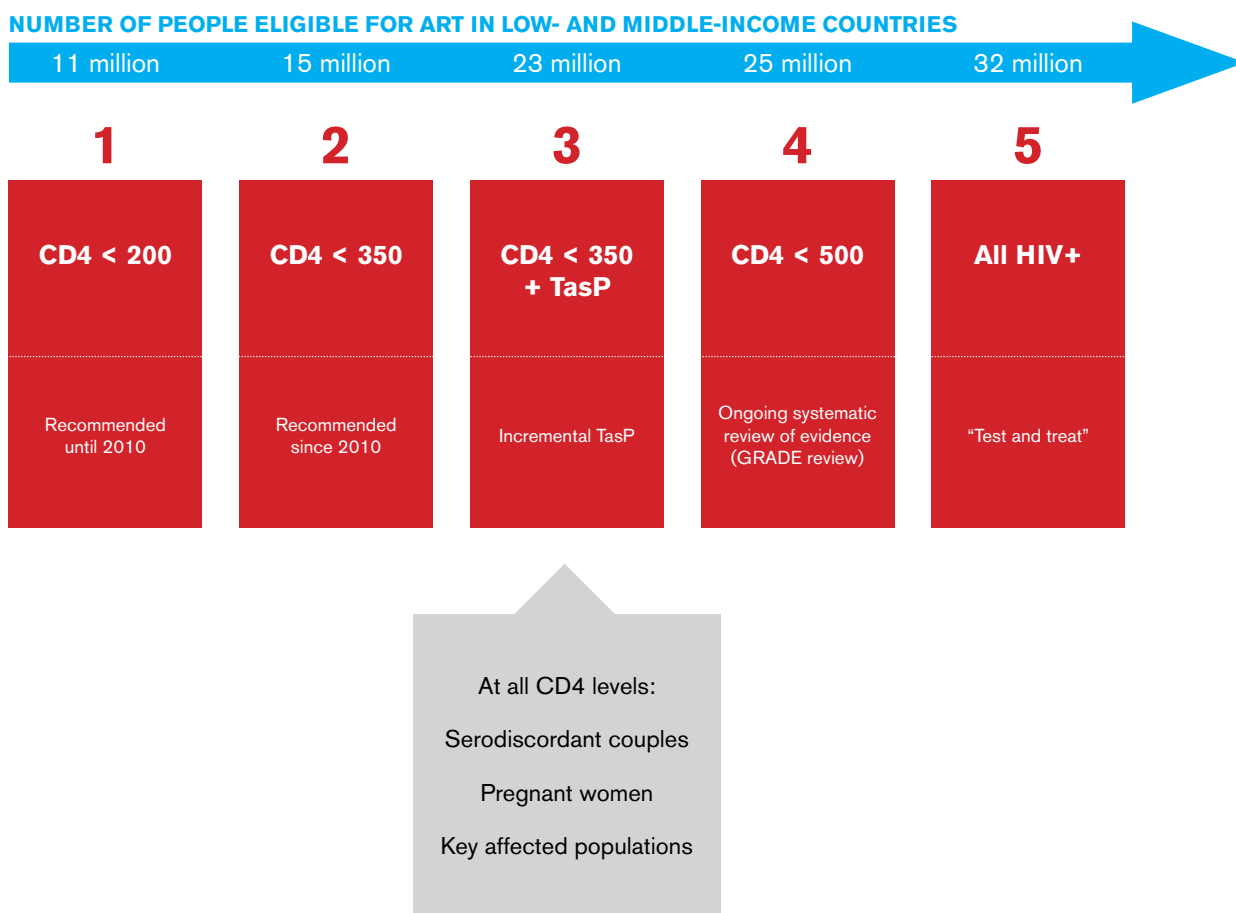 NUMBER OF PEOPLE ELIGIBLE FOR ART IN LOW- AND MIDDLE-INCOME COUNTRIES
11 million
15 million
23 million
25 million
32 million
1
2
3
4
5
CD4 < 200
CD4 < 350
CD4 < 350
+ TasP
CD4 < 500
All HIV+
Recommended
until 2010
Recommended
since 2010
Incremental TasP
Ongoing systematic
review of evidence
(GRADE review)
“Test and treat”
At all CD4 levels:
Serodiscordant couples
Pregnant women
Key affected populations